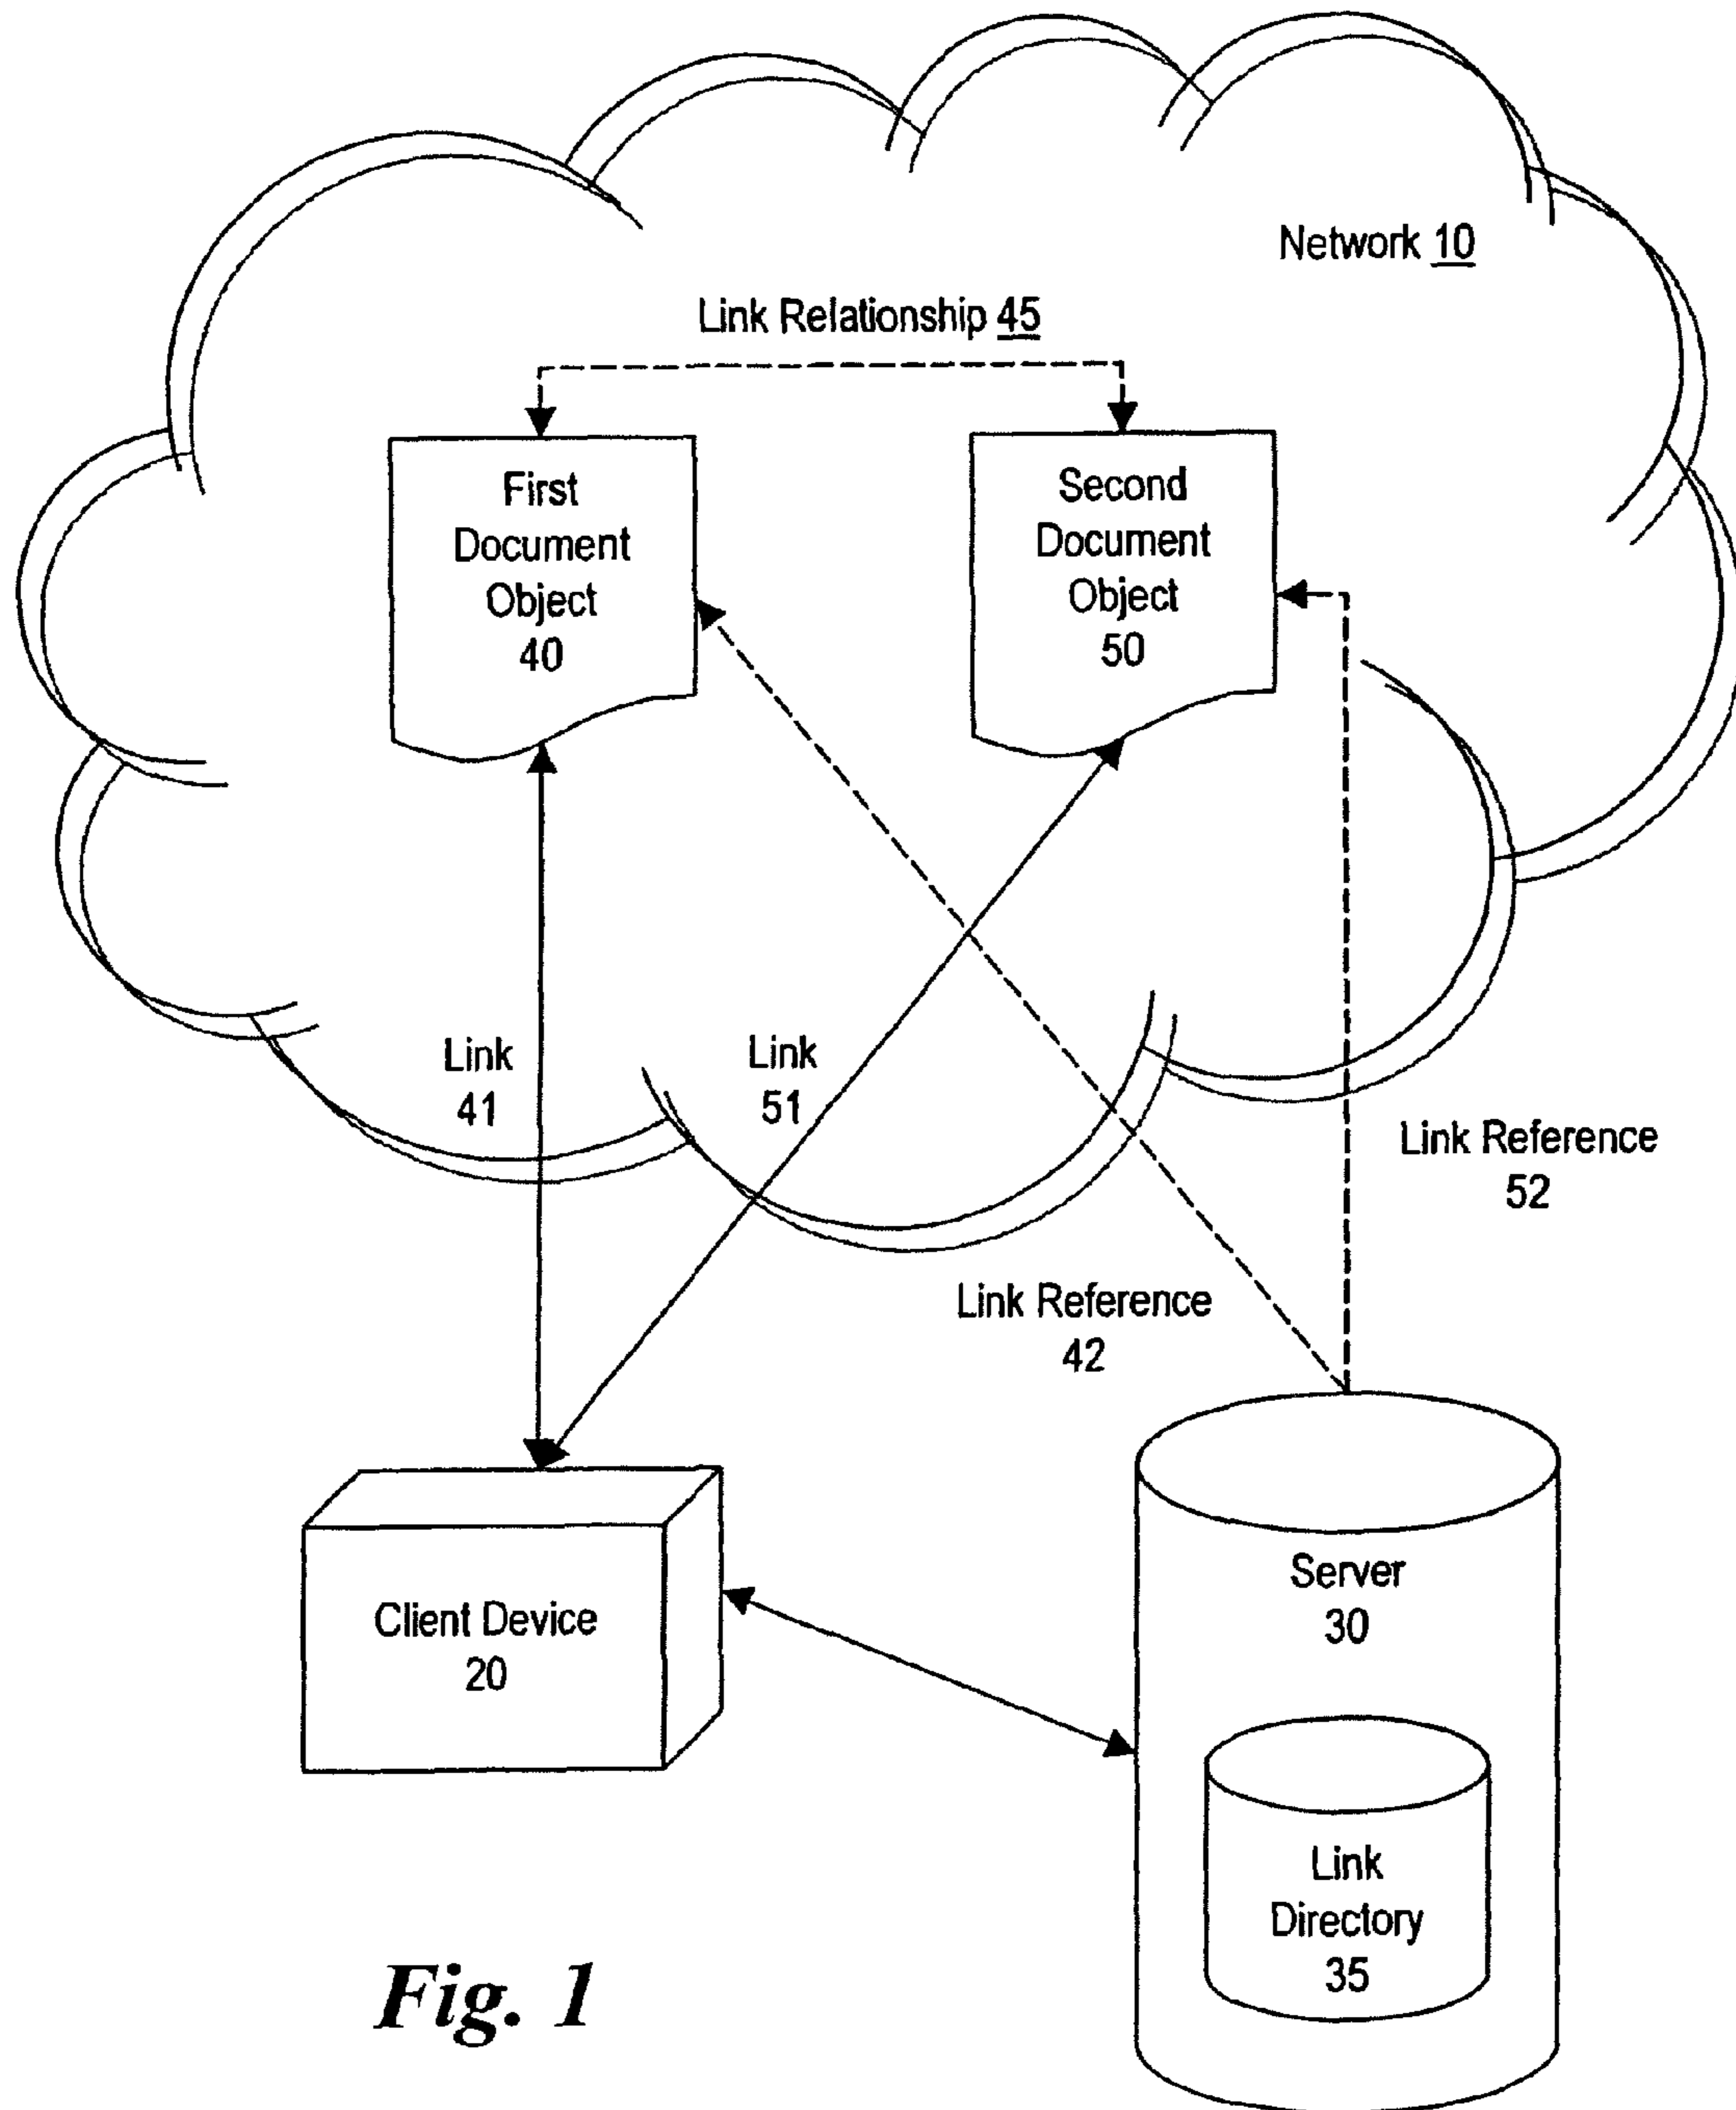 Network 10
Link Relationship 45
First
Document
Object
40
Second
Document
Object
50
Link
41
Link
51
Link Reference
52
Link Reference
42
Client Device
20
Server
30
Link
Directory
35
Fig. 1